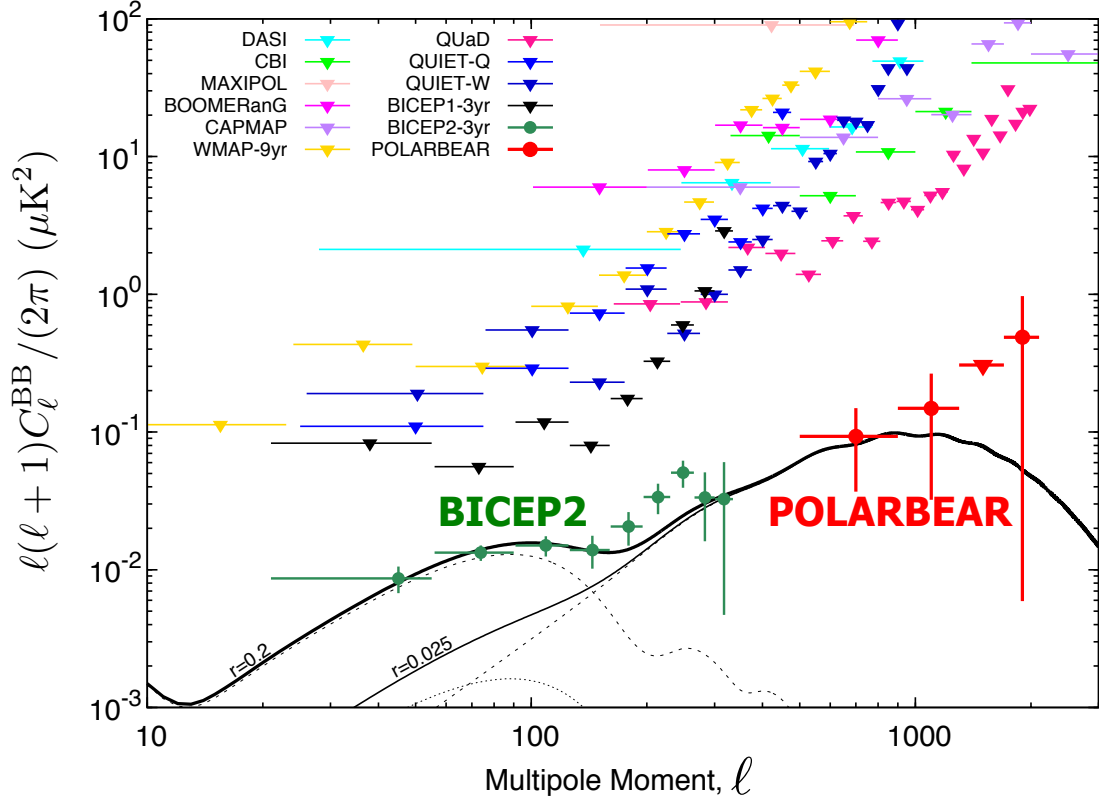 10²
10¹
10⁰
10⁻¹
10⁻²
10⁻³
ℓ(ℓ + 1)C_ℓ^BB/(2π) (μK²)
DASI
CBI
MAXIPOL
BOOMERanG
CAPMAP
WMAP-9yr
QUaD
QUIET-Q
QUIET-W
BICEP1-3yr
BICEP2-3yr
POLARBEAR
BICEP2
POLARBEAR
r=0.2
r=0.025
10
100
1000
Multipole Moment, ℓ